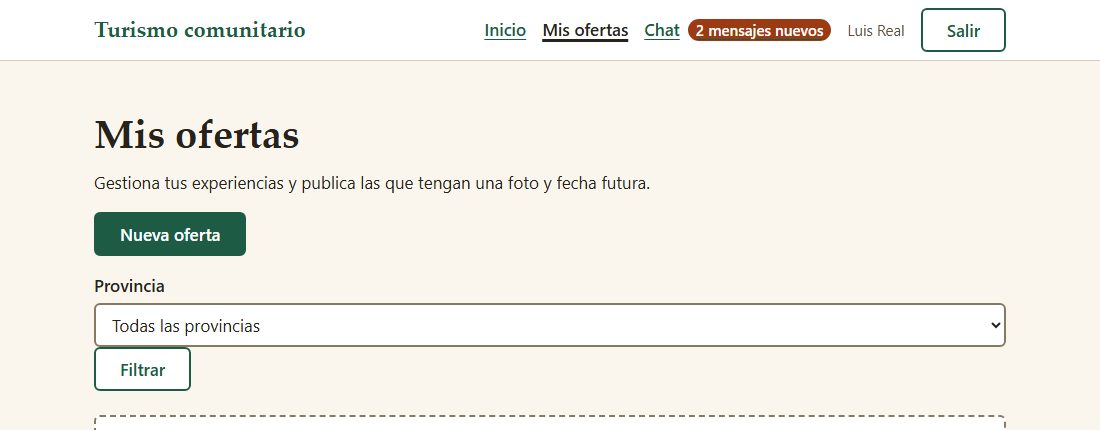 Turismo comunitario
Inicio Mis ofertas Chat 2 mensajes nuevos Luis Real Salir
Mis ofertas
Gestiona tus experiencias y publica las que tengan una foto y fecha futura.
Nueva oferta
Provincia
Todas las provincias
Filtrar